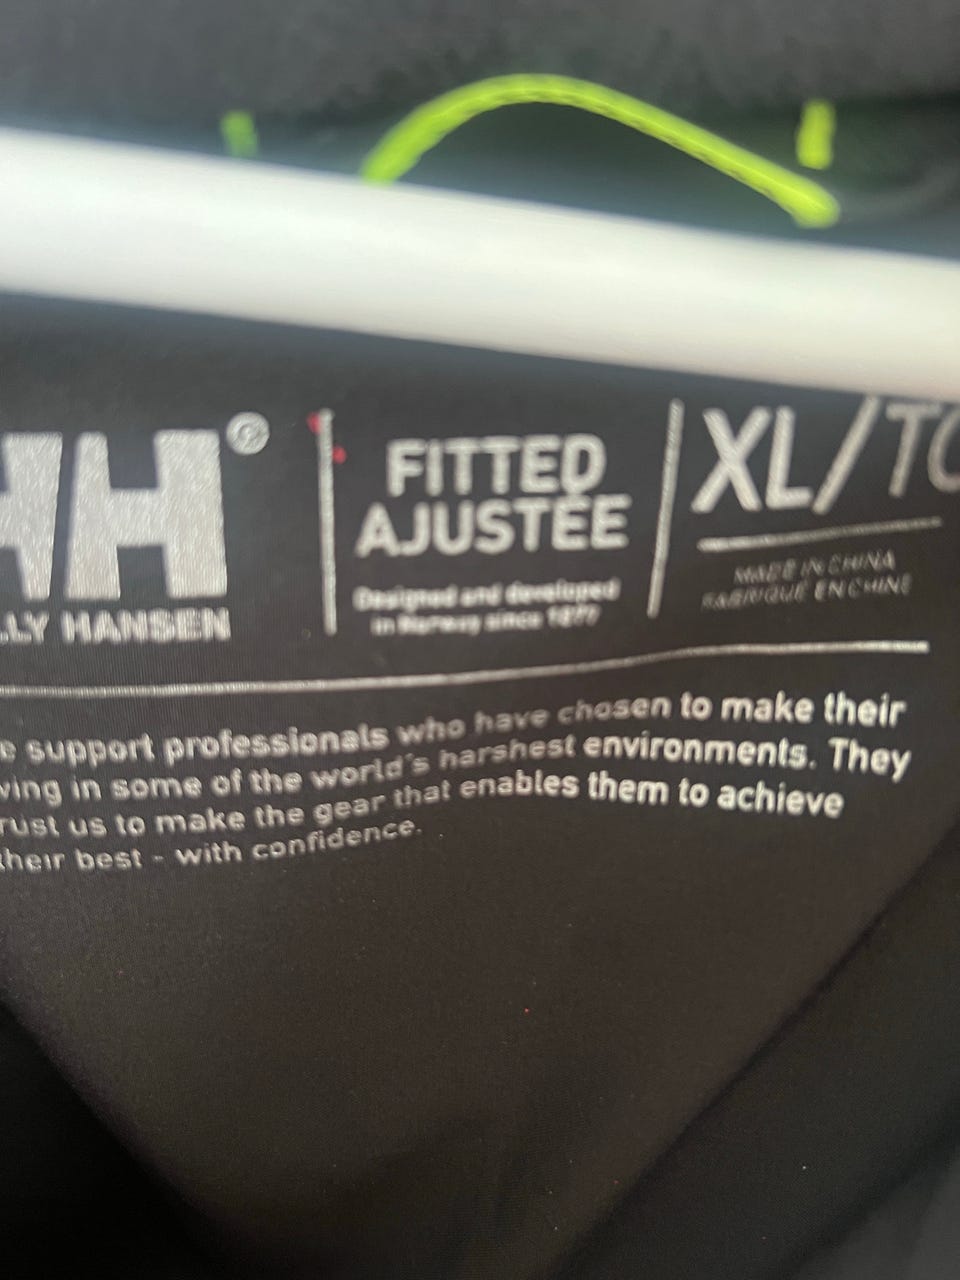 HH®
LLY HANSEN
FITTED
AJUSTÉE
Designed and developed
in Norway since 1877
XL/TG
MADE IN CHINA
FABRIQUÉ EN CHINE
e support professionals who have chosen to make their
ving in some of the world's harshest environments. They
rust us to make the gear that enables them to achieve
their best - with confidence.